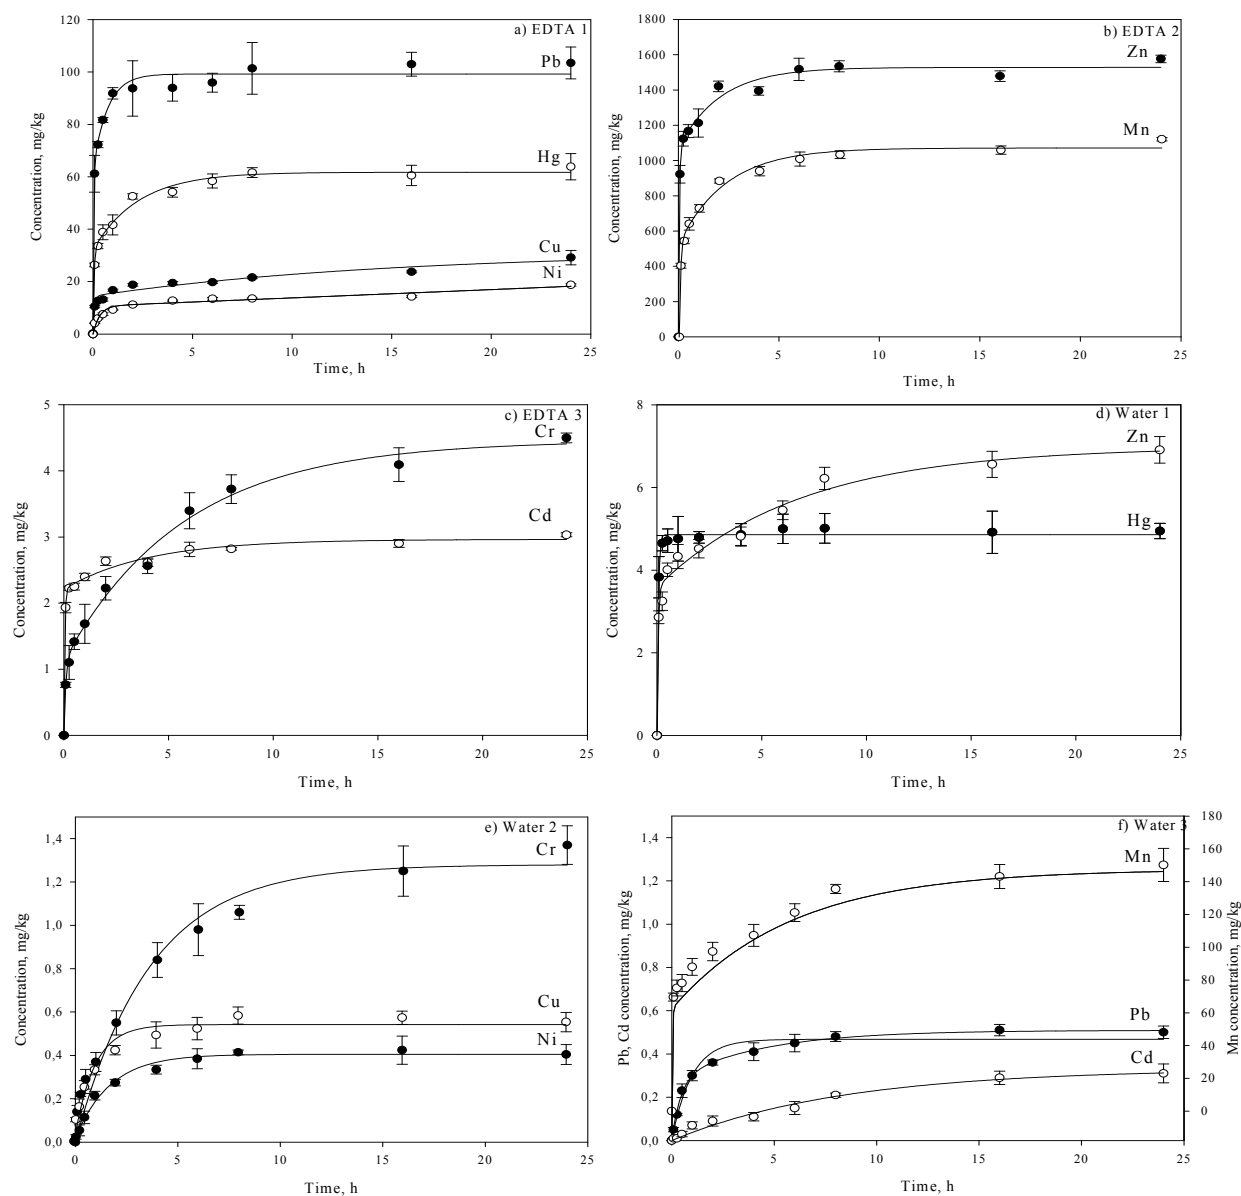 a) EDTA 1
120
100
80
60
40
20
0
Concentration, mg/kg
Pb
Hg
Cu
Ni
0 5 10 15 20 25
Time, h
b) EDTA 2
1800
1600
1400
1200
1000
800
600
400
200
0
Concentration, mg/kg
Zn
Mn
0 5 10 15 20 25
Time, h
c) EDTA 3
5
4
3
2
1
0
Concentration, mg/kg
Cr
Cd
0 5 10 15 20 25
Time, h
d) Water 1
8
6
4
2
0
Concentration, mg/kg
Zn
Hg
0 5 10 15 20 25
Time, h
e) Water 2
1,4
1,2
1,0
0,8
0,6
0,4
0,2
0,0
Concentration, mg/kg
Cr
Cu
Ni
0 5 10 15 20 25
Time, h
f) Water 3
1,4
1,2
1,0
0,8
0,6
0,4
0,2
0,0
Pb, Cd concentration, mg/kg
Mn
Pb
Cd
180
160
140
120
100
80
60
40
20
0
Mn concentration, mg/kg
0 5 10 15 20 25
Time, h